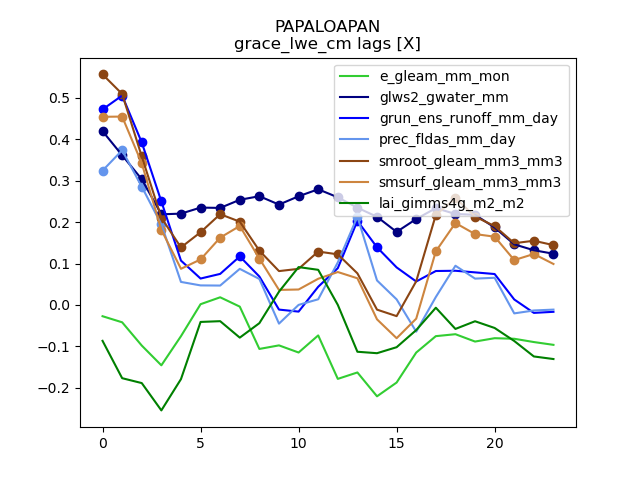 PAPALOAPAN
grace_lwe_cm lags [X]
e_gleam_mm_mon
glws2_gwater_mm
grun_ens_runoff_mm_day
prec_fldas_mm_day
smroot_gleam_mm3_mm3
smsurf_gleam_mm3_mm3
lai_gimms4g_m2_m2
0.5
0.4
0.3
0.2
0.1
0.0
−0.1
−0.2
0 5 10 15 20